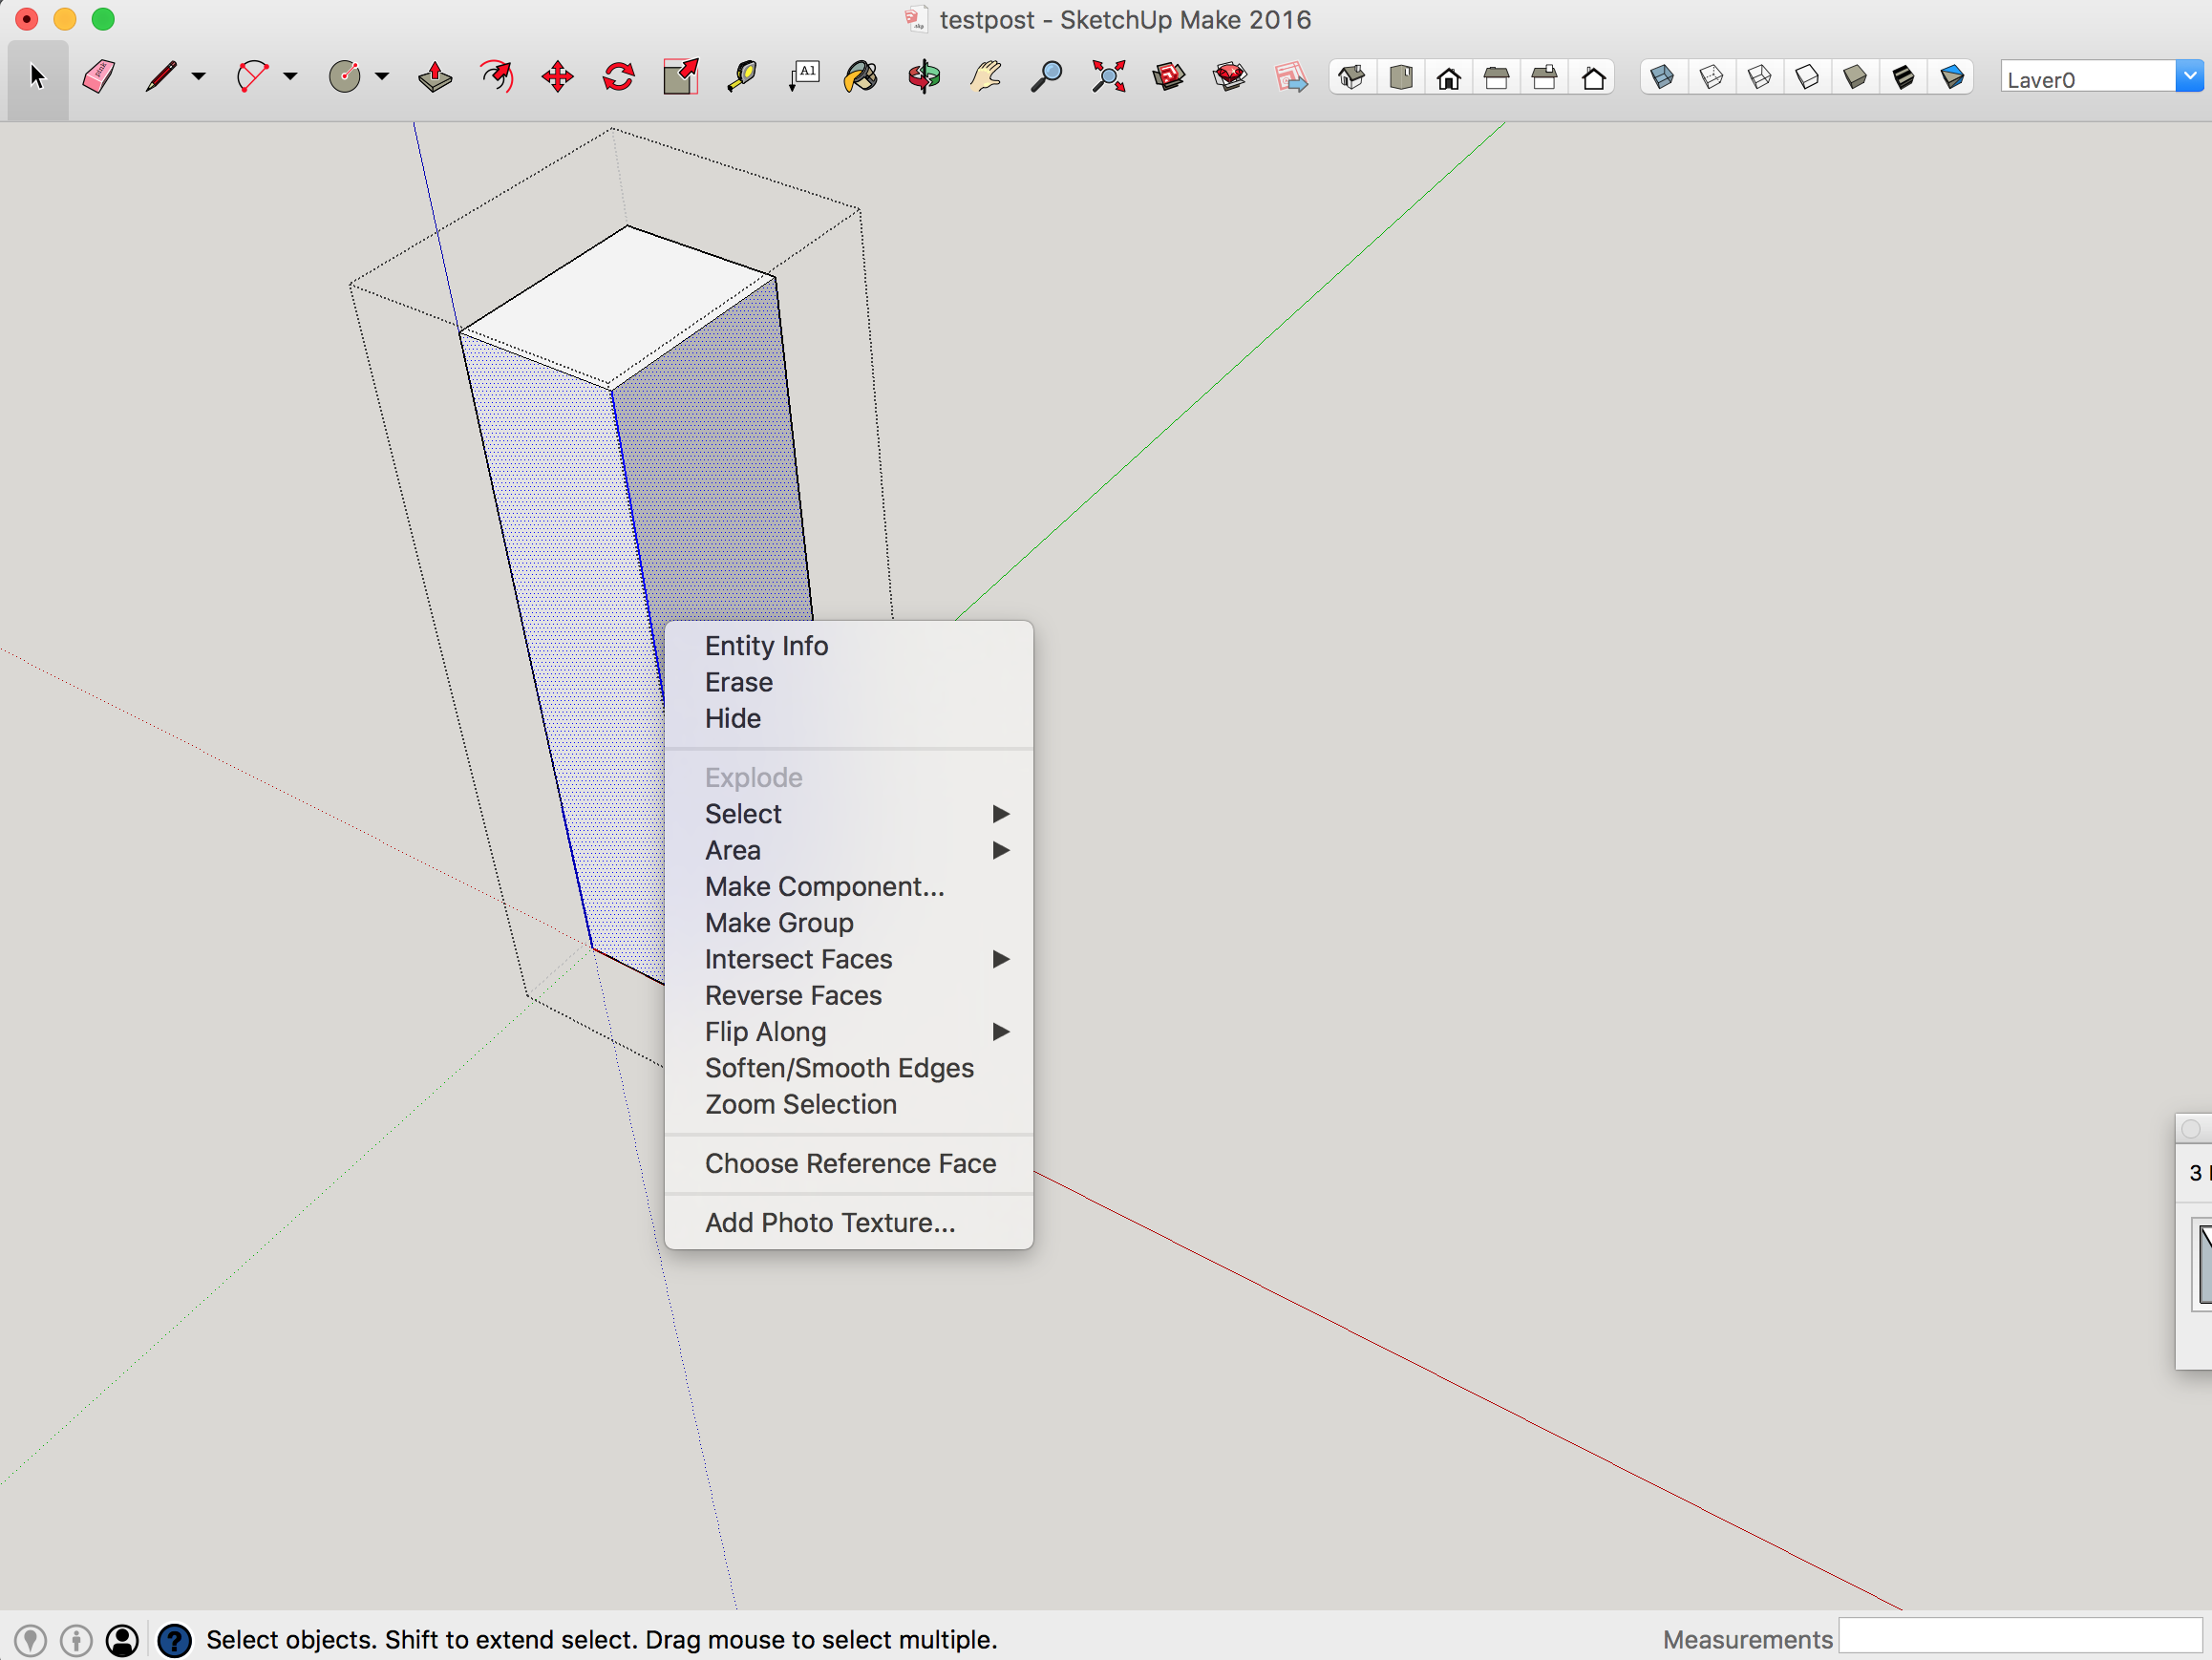 testpost - SketchUp Make 2016
A1
Layer0
Entity Info
Erase
Hide
Explode
Select
Area
Make Component...
Make Group
Intersect Faces
Reverse Faces
Flip Along
Soften/Smooth Edges
Zoom Selection
Choose Reference Face
Add Photo Texture...
3
?
Select objects. Shift to extend select. Drag mouse to select multiple.
Measurements